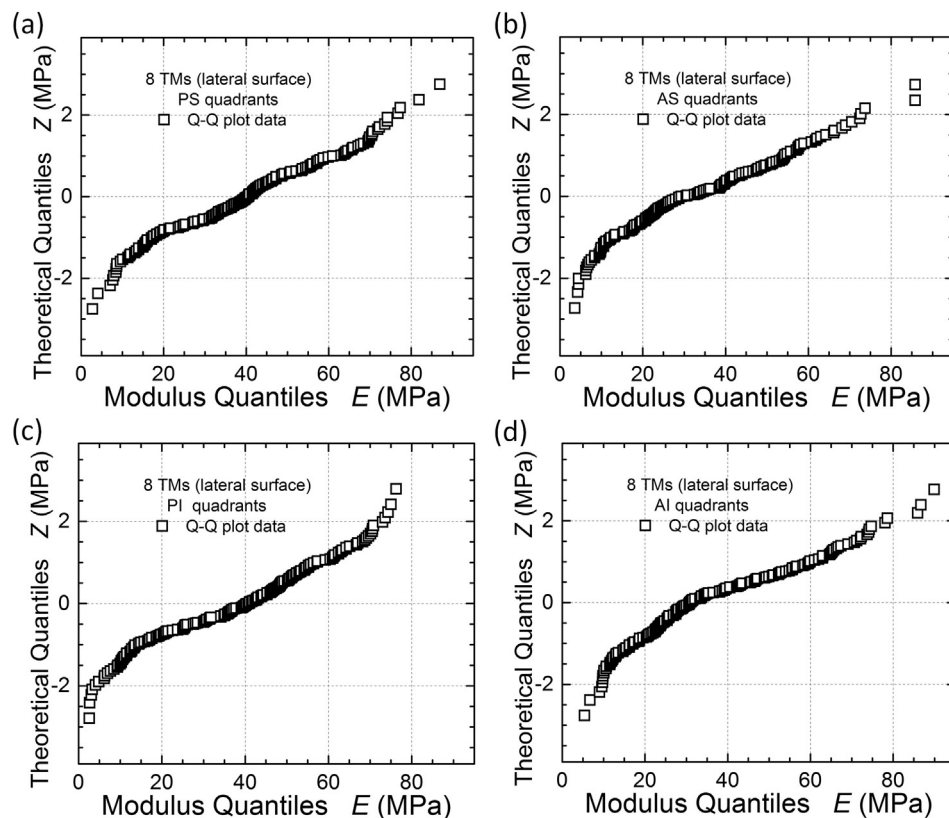 (a)
Theoretical Quantiles Z (MPa)
2
0
-2
8 TMs (lateral surface)
PS quadrants
Q-Q plot data
0 20 40 60 80
Modulus Quantiles E (MPa)
(b)
Theoretical Quantiles Z (MPa)
2
0
-2
8 TMs (lateral surface)
AS quadrants
Q-Q plot data
0 20 40 60 80
Modulus Quantiles E (MPa)
(c)
Theoretical Quantiles Z (MPa)
2
0
-2
8 TMs (lateral surface)
PI quadrants
Q-Q plot data
0 20 40 60 80
Modulus Quantiles E (MPa)
(d)
Theoretical Quantiles Z (MPa)
2
0
-2
8 TMs (lateral surface)
AI quadrants
Q-Q plot data
0 20 40 60 80
Modulus Quantiles E (MPa)